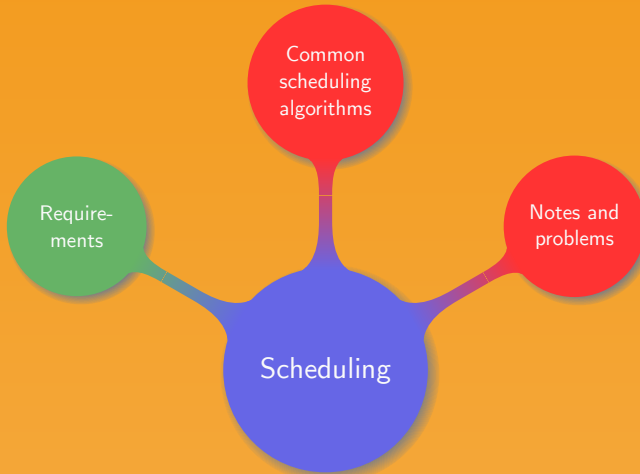 Common
scheduling
algorithms
Require-
ments
Notes and
problems
Scheduling